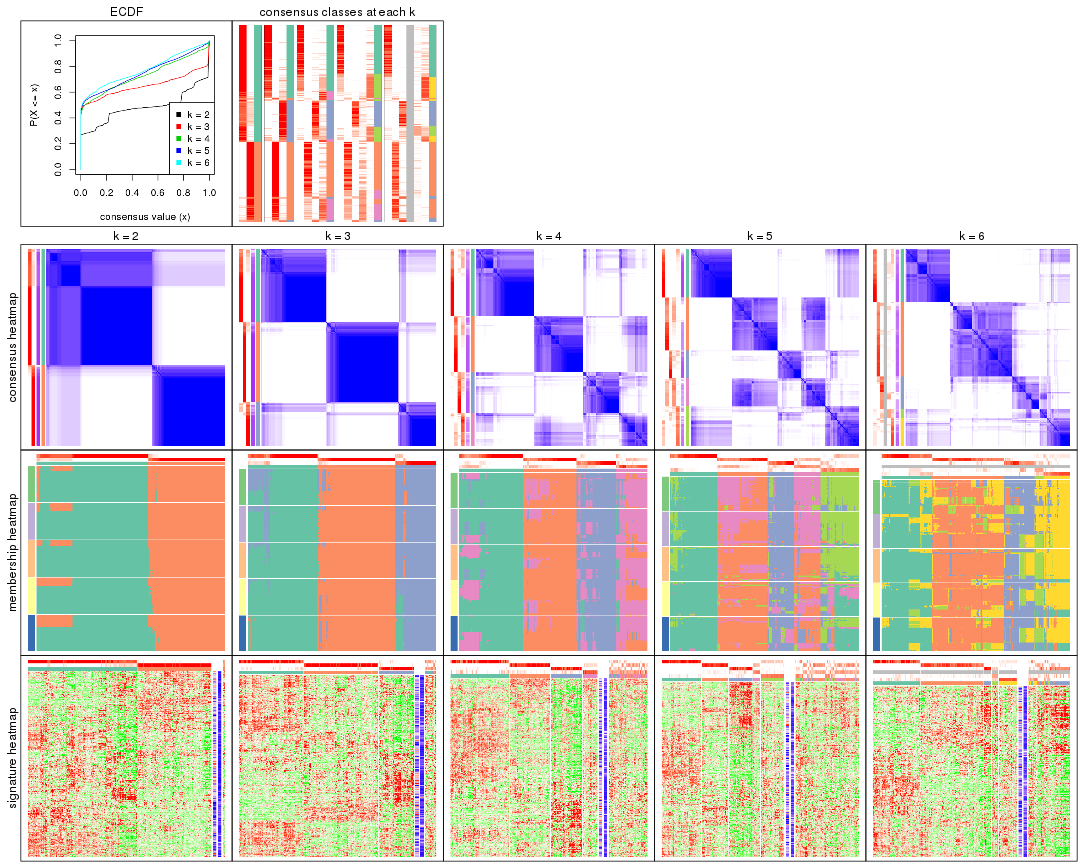 ECDF
consensus classes at each k
P(X <= x)
0.0
0.2
0.4
0.6
0.8
1.0
k = 2
k = 3
k = 4
k = 5
k = 6
0.0 0.2 0.4 0.6 0.8 1.0
consensus value (x)
k = 2
k = 3
k = 4
k = 5
k = 6
consensus heatmap
membership heatmap
signature heatmap